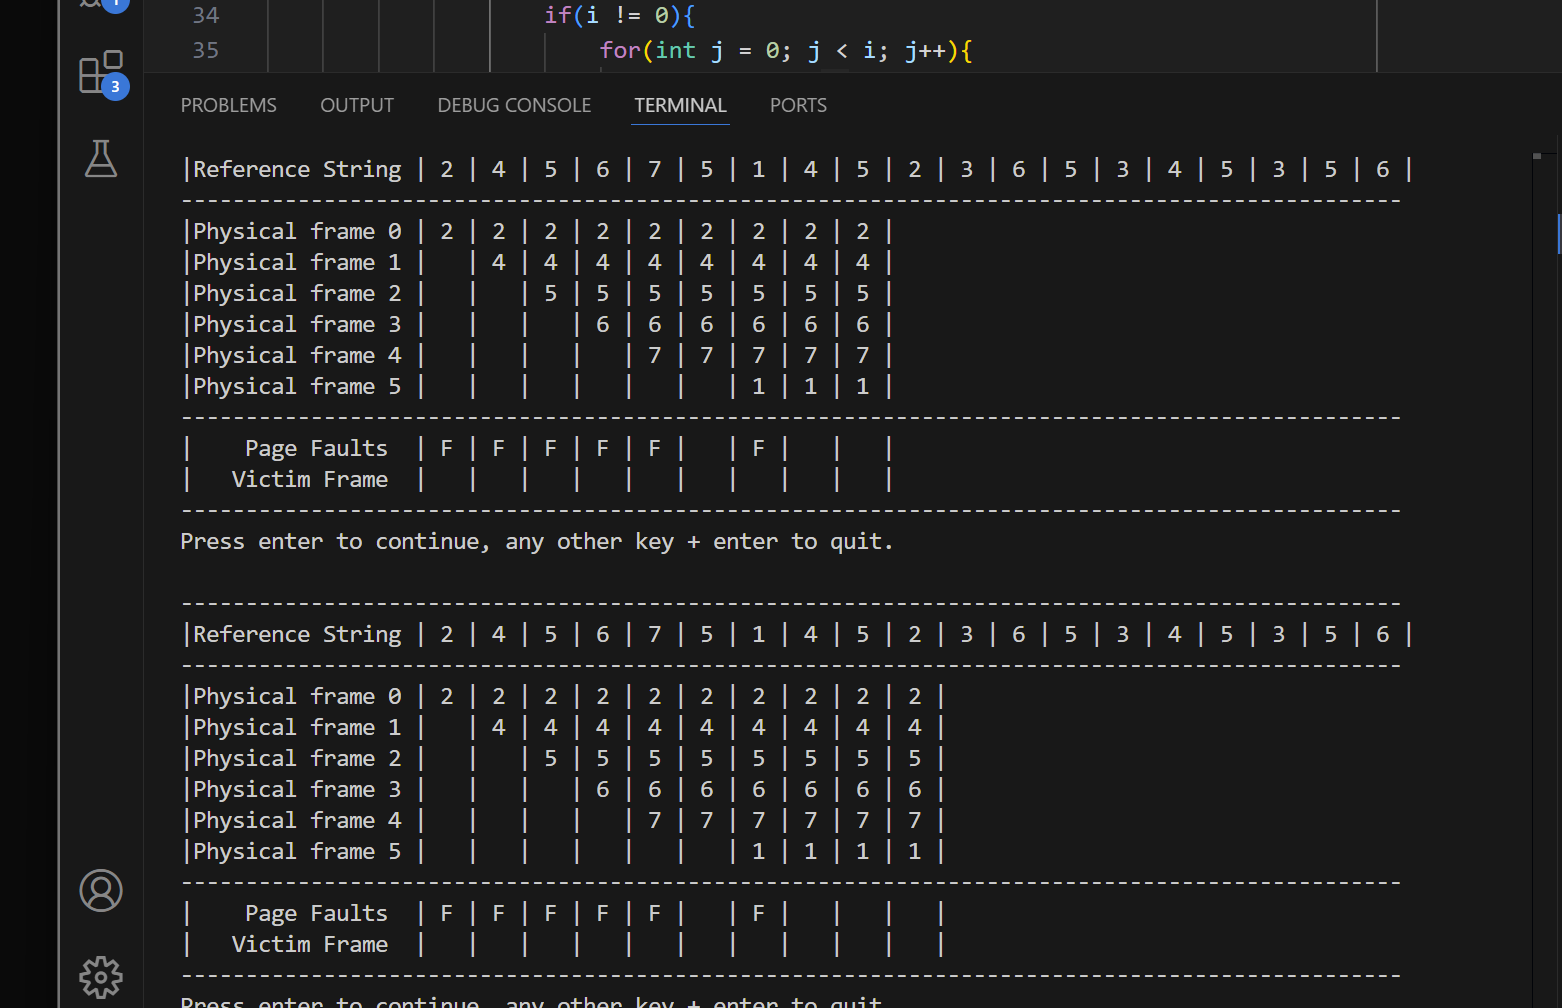 1
34 if(i != 0){
3
35 for(int j = 0; j < i; j++){
PROBLEMS OUTPUT DEBUG CONSOLE TERMINAL PORTS
|Reference String | 2 | 4 | 5 | 6 | 7 | 5 | 1 | 4 | 5 | 2 | 3 | 6 | 5 | 3 | 4 | 5 | 3 | 5 | 6 |
----------------------------------------------------------------------------------------------
|Physical frame 0 | 2 | 2 | 2 | 2 | 2 | 2 | 2 | 2 | 2 |
|Physical frame 1 |   | 4 | 4 | 4 | 4 | 4 | 4 | 4 | 4 |
|Physical frame 2 |   |   | 5 | 5 | 5 | 5 | 5 | 5 | 5 |
|Physical frame 3 |   |   |   | 6 | 6 | 6 | 6 | 6 | 6 |
|Physical frame 4 |   |   |   |   | 7 | 7 | 7 | 7 | 7 |
|Physical frame 5 |   |   |   |   |   |   | 1 | 1 | 1 |
----------------------------------------------------------------------------------------------
|    Page Faults  | F | F | F | F | F |   | F |   |   |
|   Victim Frame  |   |   |   |   |   |   |   |   |   |
----------------------------------------------------------------------------------------------
Press enter to continue, any other key + enter to quit.
----------------------------------------------------------------------------------------------
|Reference String | 2 | 4 | 5 | 6 | 7 | 5 | 1 | 4 | 5 | 2 | 3 | 6 | 5 | 3 | 4 | 5 | 3 | 5 | 6 |
----------------------------------------------------------------------------------------------
|Physical frame 0 | 2 | 2 | 2 | 2 | 2 | 2 | 2 | 2 | 2 | 2 |
|Physical frame 1 |   | 4 | 4 | 4 | 4 | 4 | 4 | 4 | 4 | 4 |
|Physical frame 2 |   |   | 5 | 5 | 5 | 5 | 5 | 5 | 5 | 5 |
|Physical frame 3 |   |   |   | 6 | 6 | 6 | 6 | 6 | 6 | 6 |
|Physical frame 4 |   |   |   |   | 7 | 7 | 7 | 7 | 7 | 7 |
|Physical frame 5 |   |   |   |   |   |   | 1 | 1 | 1 | 1 |
----------------------------------------------------------------------------------------------
|    Page Faults  | F | F | F | F | F |   | F |   |   |   |
|   Victim Frame  |   |   |   |   |   |   |   |   |   |   |
----------------------------------------------------------------------------------------------
Press enter to continue, any other key + enter to quit.